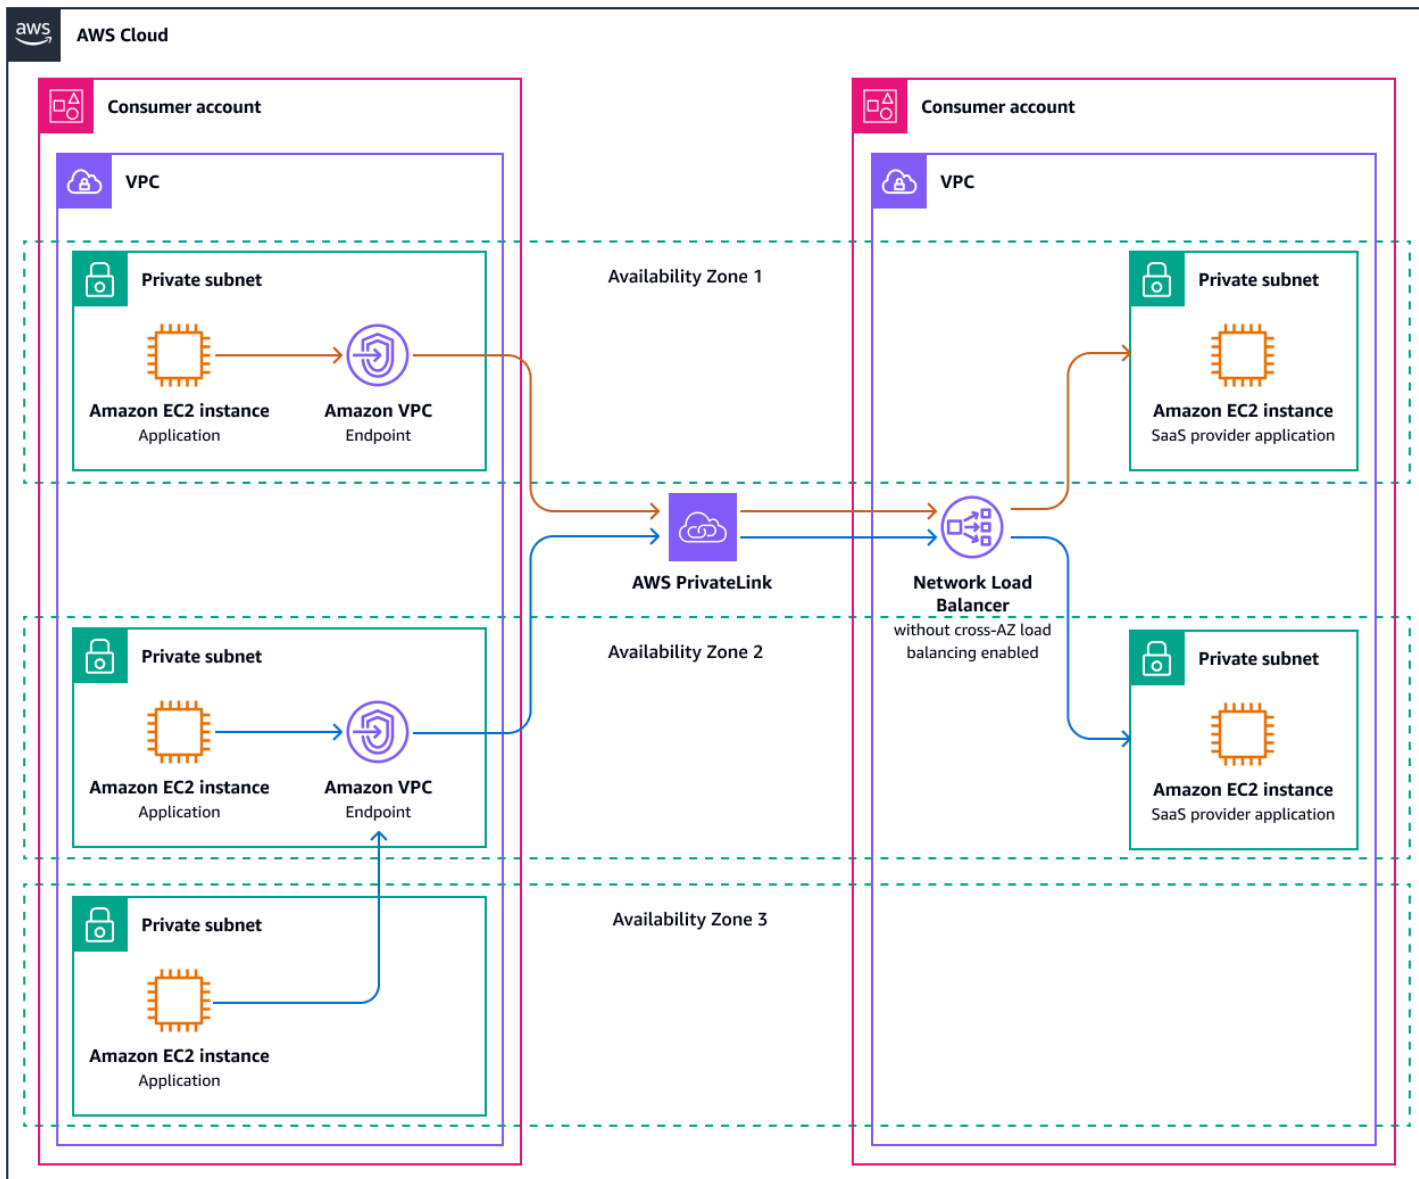 aws
AWS Cloud
Consumer account
VPC
Private subnet
Amazon EC2 instance
Application
Amazon VPC
Endpoint
Private subnet
Amazon EC2 instance
Application
Amazon VPC
Endpoint
Private subnet
Amazon EC2 instance
Application
Availability Zone 1
AWS PrivateLink
Availability Zone 2
Availability Zone 3
Consumer account
VPC
Network Load
Balancer
without cross-AZ load
balancing enabled
Private subnet
Amazon EC2 instance
SaaS provider application
Private subnet
Amazon EC2 instance
SaaS provider application